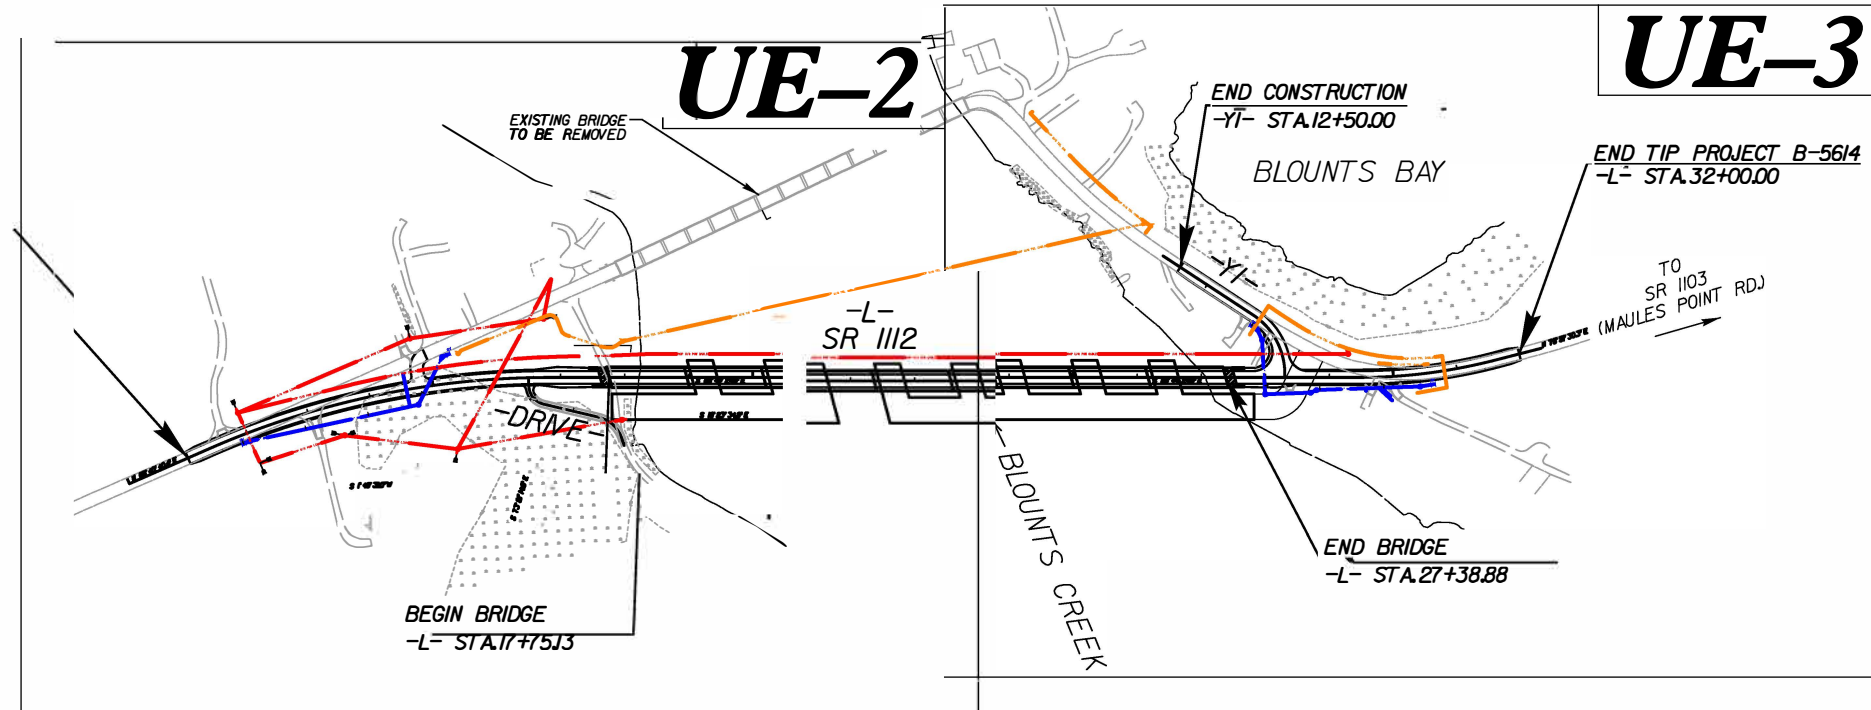 UE-2
UE-3
EXISTING BRIDGE
TO BE REMOVED
END CONSTRUCTION
-Y1- STA.12+50.00
BLOUNTS BAY
END TIP PROJECT B-5614
-L- STA.32+00.00
-Y1-
TO
SR 1103
(MAULES POINT RD.)
-L-
SR 1112
-DRIVE-
BLOUNTS CREEK
END BRIDGE
-L- STA.27+38.88
BEGIN BRIDGE
-L- STA.17+75.13